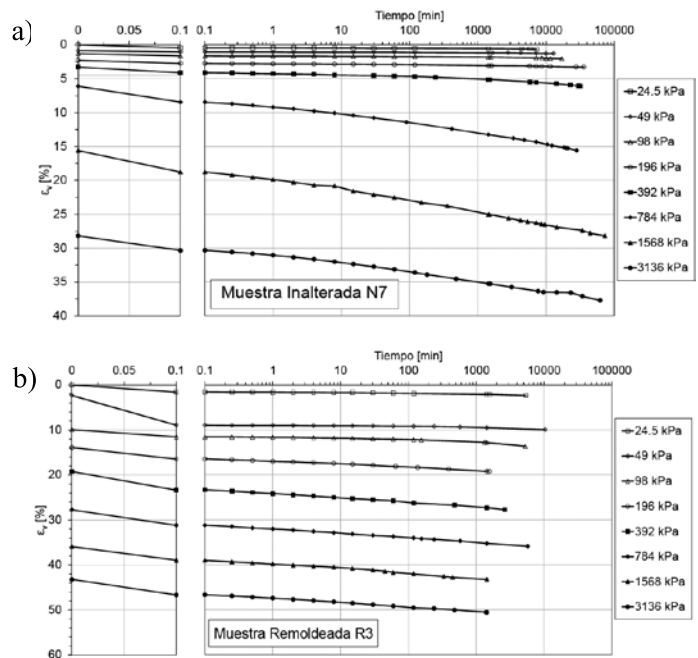 a)
Tiempo [min]
0 0.05 0.1 0.1 1 10 100 1000 10000 100000
0
5
10
15
20
25
30
35
40
εv [%]
24.5 kPa
49 kPa
98 kPa
196 kPa
392 kPa
784 kPa
1568 kPa
3136 kPa
Muestra Inalterada N7
b)
Tiempo [min]
0 0.05 0.1 0.1 1 10 100 1000 10000 100000
0
10
20
30
40
50
60
εv [%]
24.5 kPa
49 kPa
98 kPa
196 kPa
392 kPa
784 kPa
1568 kPa
3136 kPa
Muestra Remoldeada R3